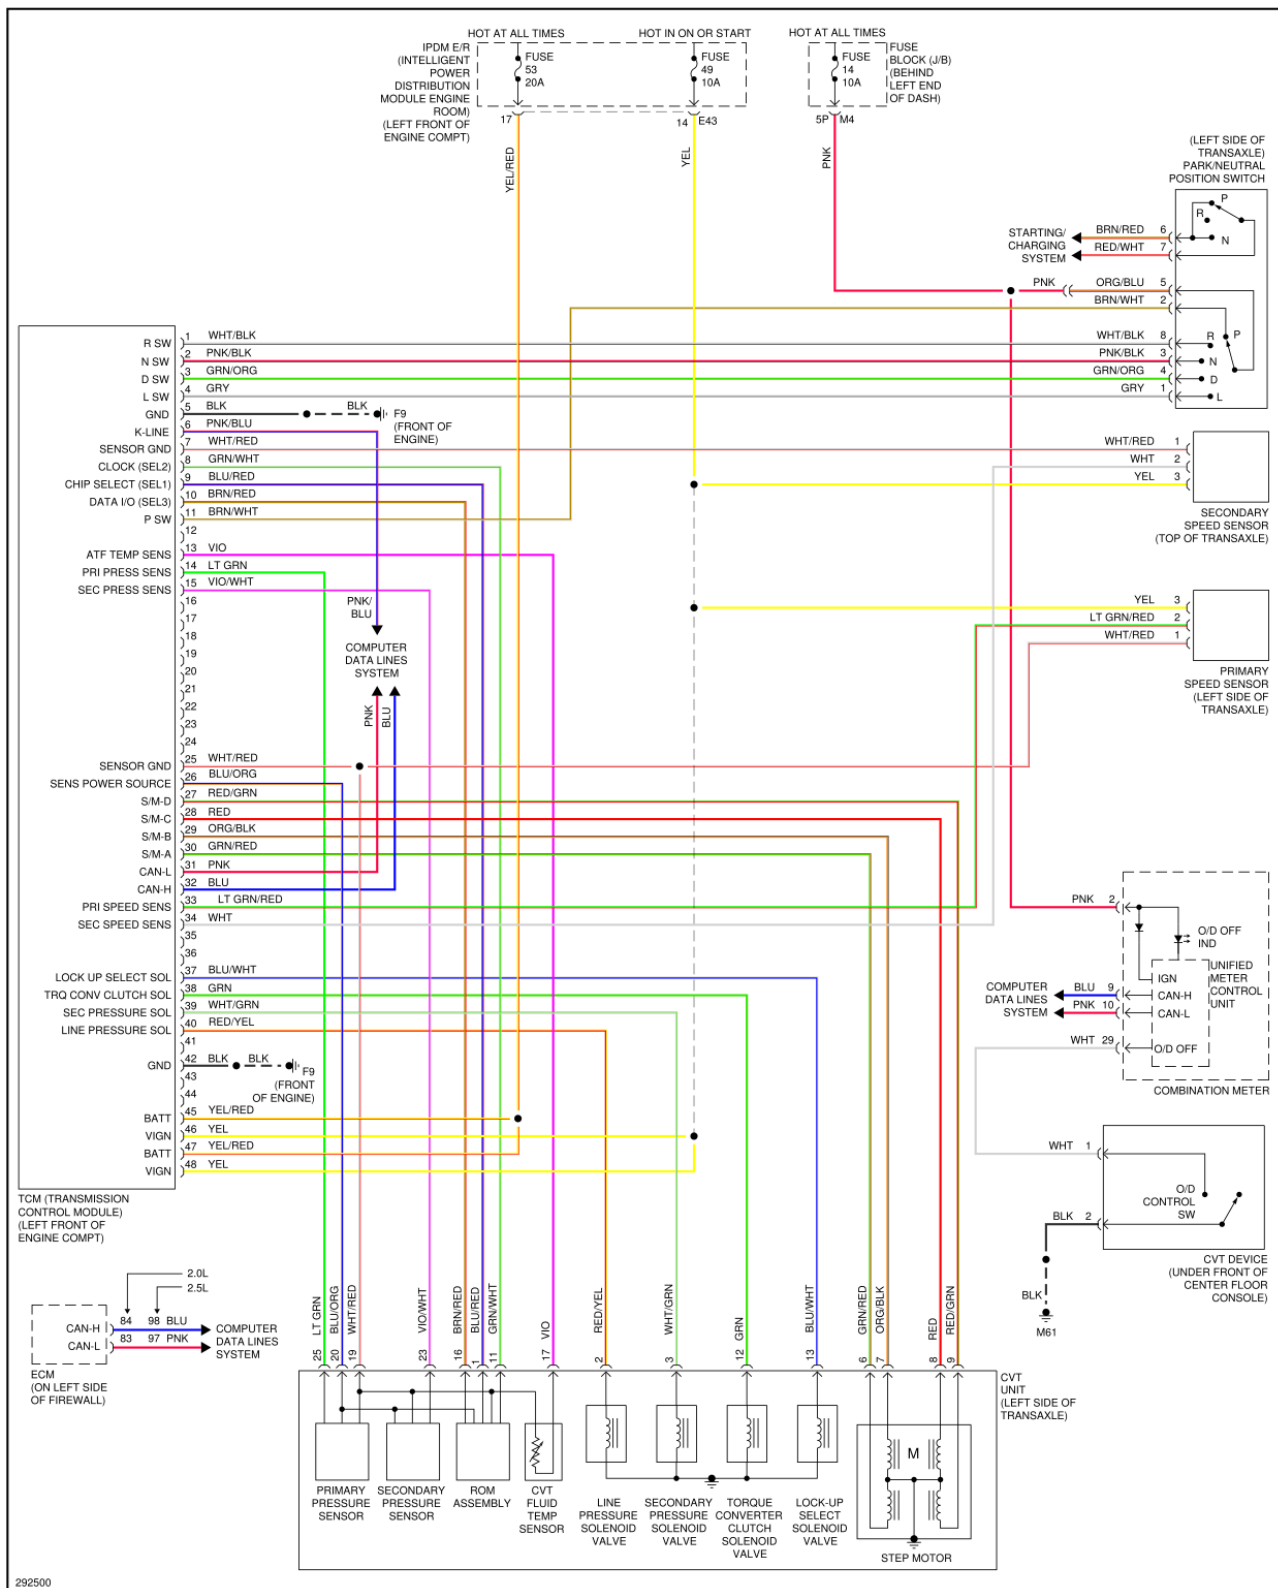 HOT AT ALL TIMES
HOT IN ON OR START
HOT AT ALL TIMES
IPDM E/R
(INTELLIGENT
POWER
DISTRIBUTION
MODULE ENGINE
ROOM)
(LEFT FRONT OF
ENGINE COMPT)
FUSE
53
20A
FUSE
49
10A
FUSE
14
10A
FUSE
BLOCK (J/B)
(BEHIND
LEFT END
OF DASH)
17
14 E43
5P M4
YEL/RED
YEL
PNK
(LEFT SIDE OF
TRANSAXLE)
PARK/NEUTRAL
POSITION SWITCH
STARTING/
CHARGING
SYSTEM
BRN/RED 6
RED/WHT 7
P
R
N
PNK
ORG/BLU 5
BRN/WHT 2
WHT/BLK 8
PNK/BLK 3
GRN/ORG 4
GRY 1
R
P
N
D
L
R SW 1 WHT/BLK
N SW 2 PNK/BLK
D SW 3 GRN/ORG
L SW 4 GRY
GND 5 BLK
K-LINE 6 PNK/BLU
SENSOR GND 7 WHT/RED
CLOCK (SEL2) 8 GRN/WHT
CHIP SELECT (SEL1) 9 BLU/RED
DATA I/O (SEL3) 10 BRN/RED
P SW 11 BRN/WHT
12
ATF TEMP SENS 13 VIO
PRI PRESS SENS 14 LT GRN
SEC PRESS SENS 15 VIO/WHT
16
17
18
19
20
21
22
23
24
SENSOR GND 25 WHT/RED
SENS POWER SOURCE 26 BLU/ORG
S/M-D 27 RED/GRN
S/M-C 28 RED
S/M-B 29 ORG/BLK
S/M-A 30 GRN/RED
CAN-L 31 PNK
CAN-H 32 BLU
PRI SPEED SENS 33 LT GRN/RED
SEC SPEED SENS 34 WHT
35
36
LOCK UP SELECT SOL 37 BLU/WHT
TRQ CONV CLUTCH SOL 38 GRN
SEC PRESSURE SOL 39 WHT/GRN
LINE PRESSURE SOL 40 RED/YEL
41
GND 42 BLK
43
44
BATT 45 YEL/RED
VIGN 46 YEL
BATT 47 YEL/RED
VIGN 48 YEL
TCM (TRANSMISSION
CONTROL MODULE)
(LEFT FRONT OF
ENGINE COMPT)
BLK
F9
(FRONT OF
ENGINE)
PNK/
BLU
COMPUTER
DATA LINES
SYSTEM
PNK
BLU
BLK
F9
(FRONT
OF ENGINE)
WHT/RED 1
WHT 2
YEL 3
SECONDARY
SPEED SENSOR
(TOP OF TRANSAXLE)
YEL 3
LT GRN/RED 2
WHT/RED 1
PRIMARY
SPEED SENSOR
(LEFT SIDE OF
TRANSAXLE)
PNK 2
O/D OFF
IND
IGN
CAN-H
CAN-L
O/D OFF
UNIFIED
METER
CONTROL
UNIT
COMPUTER
DATA LINES
SYSTEM
BLU 9
PNK 10
WHT 29
COMBINATION METER
WHT 1
BLK 2
O/D
CONTROL
SW
CVT DEVICE
(UNDER FRONT OF
CENTER FLOOR
CONSOLE)
BLK
M61
2.0L
2.5L
CAN-H 84 98 BLU
CAN-L 83 97 PNK
COMPUTER
DATA LINES
SYSTEM
ECM
(ON LEFT SIDE
OF FIREWALL)
LT GRN 25
BLU/ORG 20
WHT/RED 19
VIO/WHT 23
BRN/RED 16
BLU/RED 1
GRN/WHT 11
VIO 17
RED/YEL 2
WHT/GRN 3
GRN 12
BLU/WHT 13
GRN/RED 6
ORG/BLK 7
RED 8
RED/GRN 9
CVT
UNIT
(LEFT SIDE OF
TRANSAXLE)
PRIMARY
PRESSURE
SENSOR
SECONDARY
PRESSURE
SENSOR
ROM
ASSEMBLY
CVT
FLUID
TEMP
SENSOR
LINE
PRESSURE
SOLENOID
VALVE
SECONDARY
PRESSURE
SOLENOID
VALVE
TORQUE
CONVERTER
CLUTCH
SOLENOID
VALVE
LOCK-UP
SELECT
SOLENOID
VALVE
M
STEP MOTOR
292500